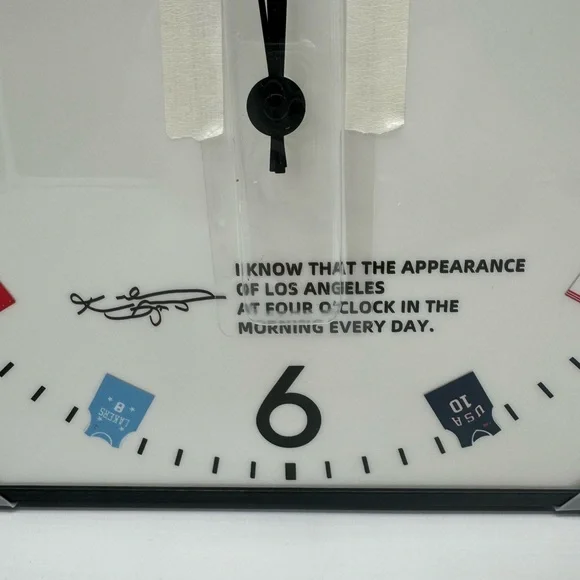 I KNOW THAT THE APPEARANCE
OF LOS ANGELES
AT FOUR O'CLOCK IN THE
MORNING EVERY DAY.
LAKERS
8
USA
10
6